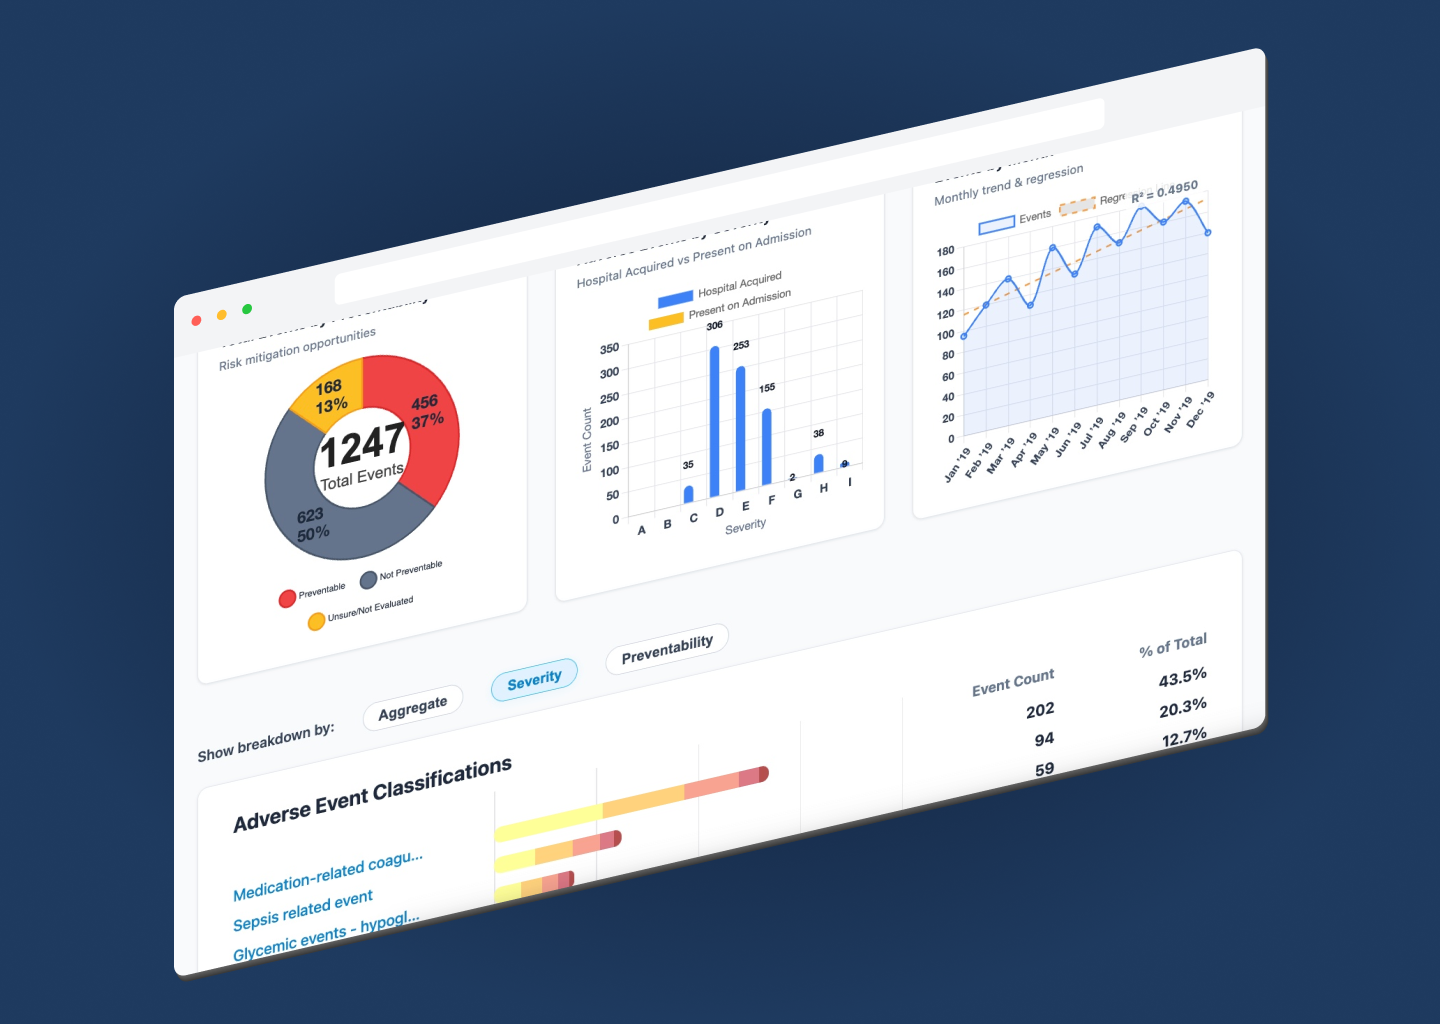 Risk mitigation opportunities
168
13%
456
37%
1247
Total Events
623
50%
Preventable
Not Preventable
Unsure/Not Evaluated
Hospital Acquired vs Present on Admission
Hospital Acquired
Present on Admission
Event Count
350
300
250
200
150
100
50
0
35
306
253
155
2
38
9
A
B
C
D
E
F
G
H
I
Severity
Monthly trend & regression
Events
Regre
R² = 0.4950
180
160
140
120
100
80
60
40
20
0
Jan '19
Feb '19
Mar '19
Apr '19
May '19
Jun '19
Jul '19
Aug '19
Sep '19
Oct '19
Nov '19
Dec '19
Show breakdown by:
Aggregate
Severity
Preventability
Adverse Event Classifications
Event Count
% of Total
Medication-related coagu...
202
43.5%
Sepsis related event
94
20.3%
Glycemic events - hypogl...
59
12.7%